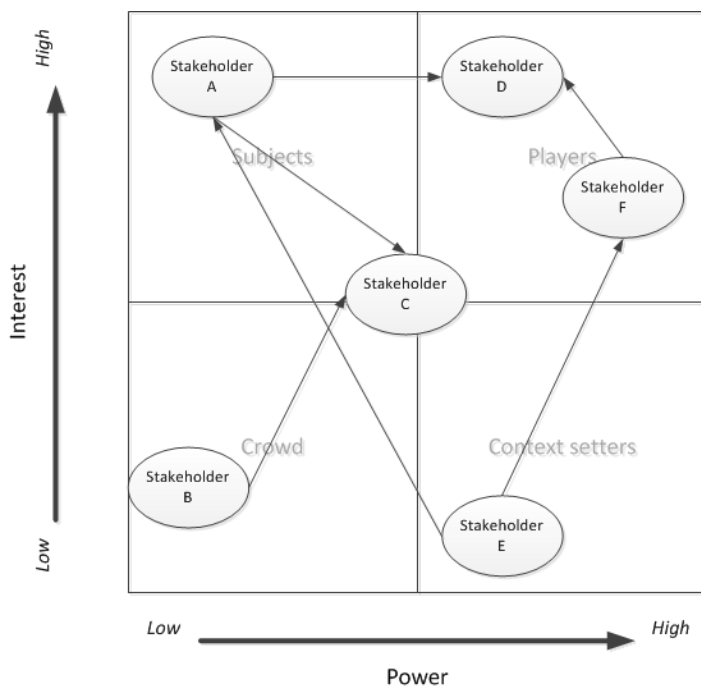 High
Stakeholder
A
Stakeholder
D
Subjects
Players
Stakeholder
F
Interest
Stakeholder
C
Crowd
Context setters
Stakeholder
B
Stakeholder
E
Low
Low
High
Power